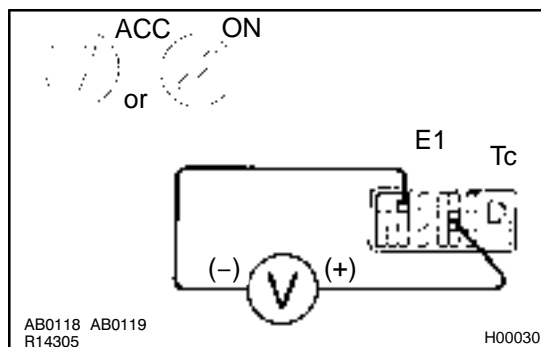 ACC ON
or
E1 Tc
(–) V (+)
AB0118 AB0119
R14305 H00030